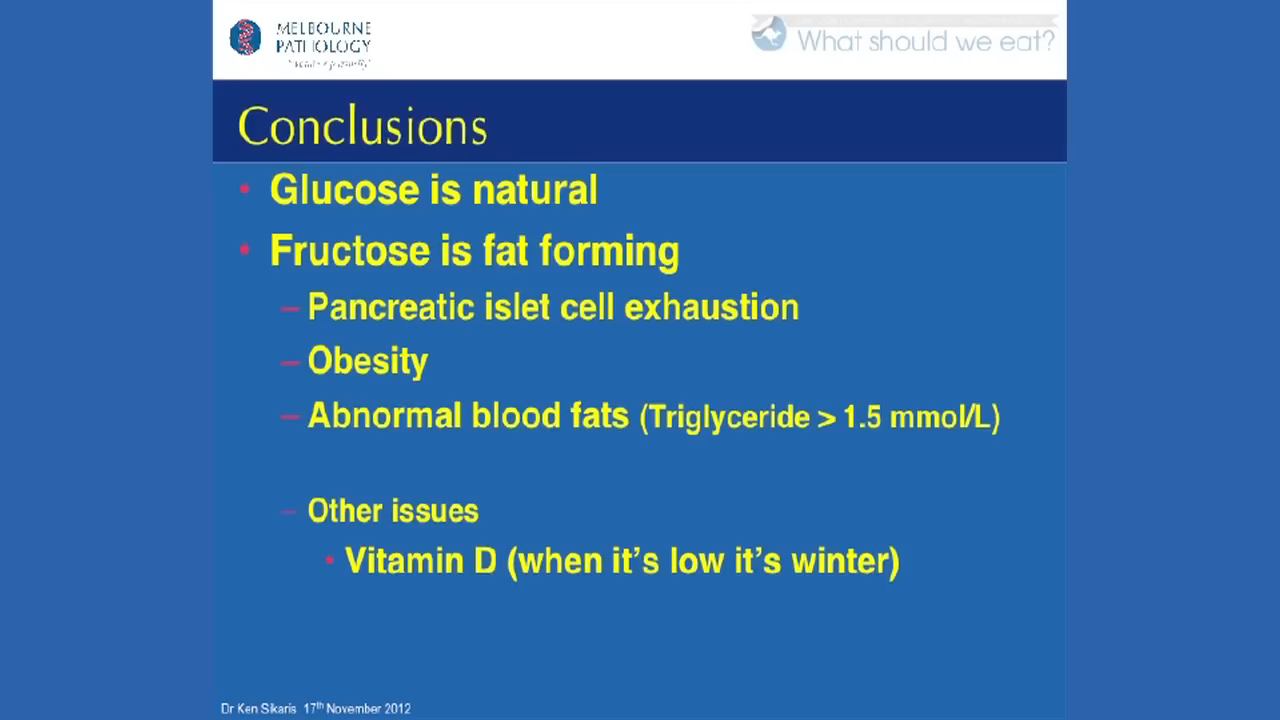 MELBOURNE
PATHOLOGY
What should we eat?
Conclusions
• Glucose is natural
• Fructose is fat forming
– Pancreatic islet cell exhaustion
– Obesity
– Abnormal blood fats (Triglyceride > 1.5 mmol/L)
– Other issues
• Vitamin D (when it's low it's winter)
Dr Ken Sikaris 17th November 2012